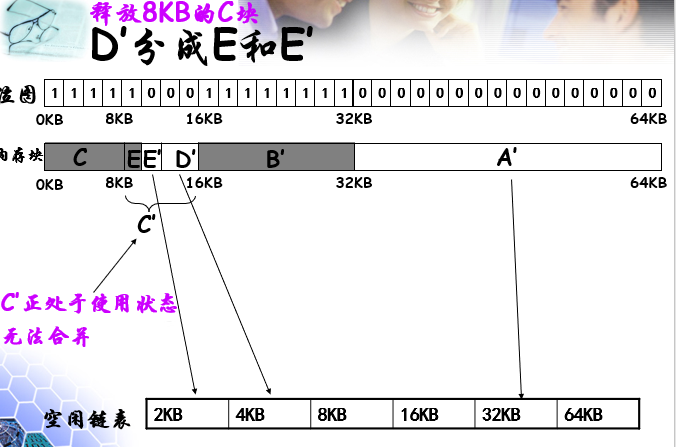 释放8KB的C块
D'分成E和E'
位图 1 1 1 1 1 0 0 0 1 1 1 1 1 1 1 1 0 0 0 0 0 0 0 0 0 0 0 0 0 0 0 0
0KB 8KB 16KB 32KB 64KB
内存块 C E E' D' B' A'
0KB 8KB 16KB 32KB 64KB
C'
C'正处于使用状态
无法合并
空闲链表 2KB 4KB 8KB 16KB 32KB 64KB